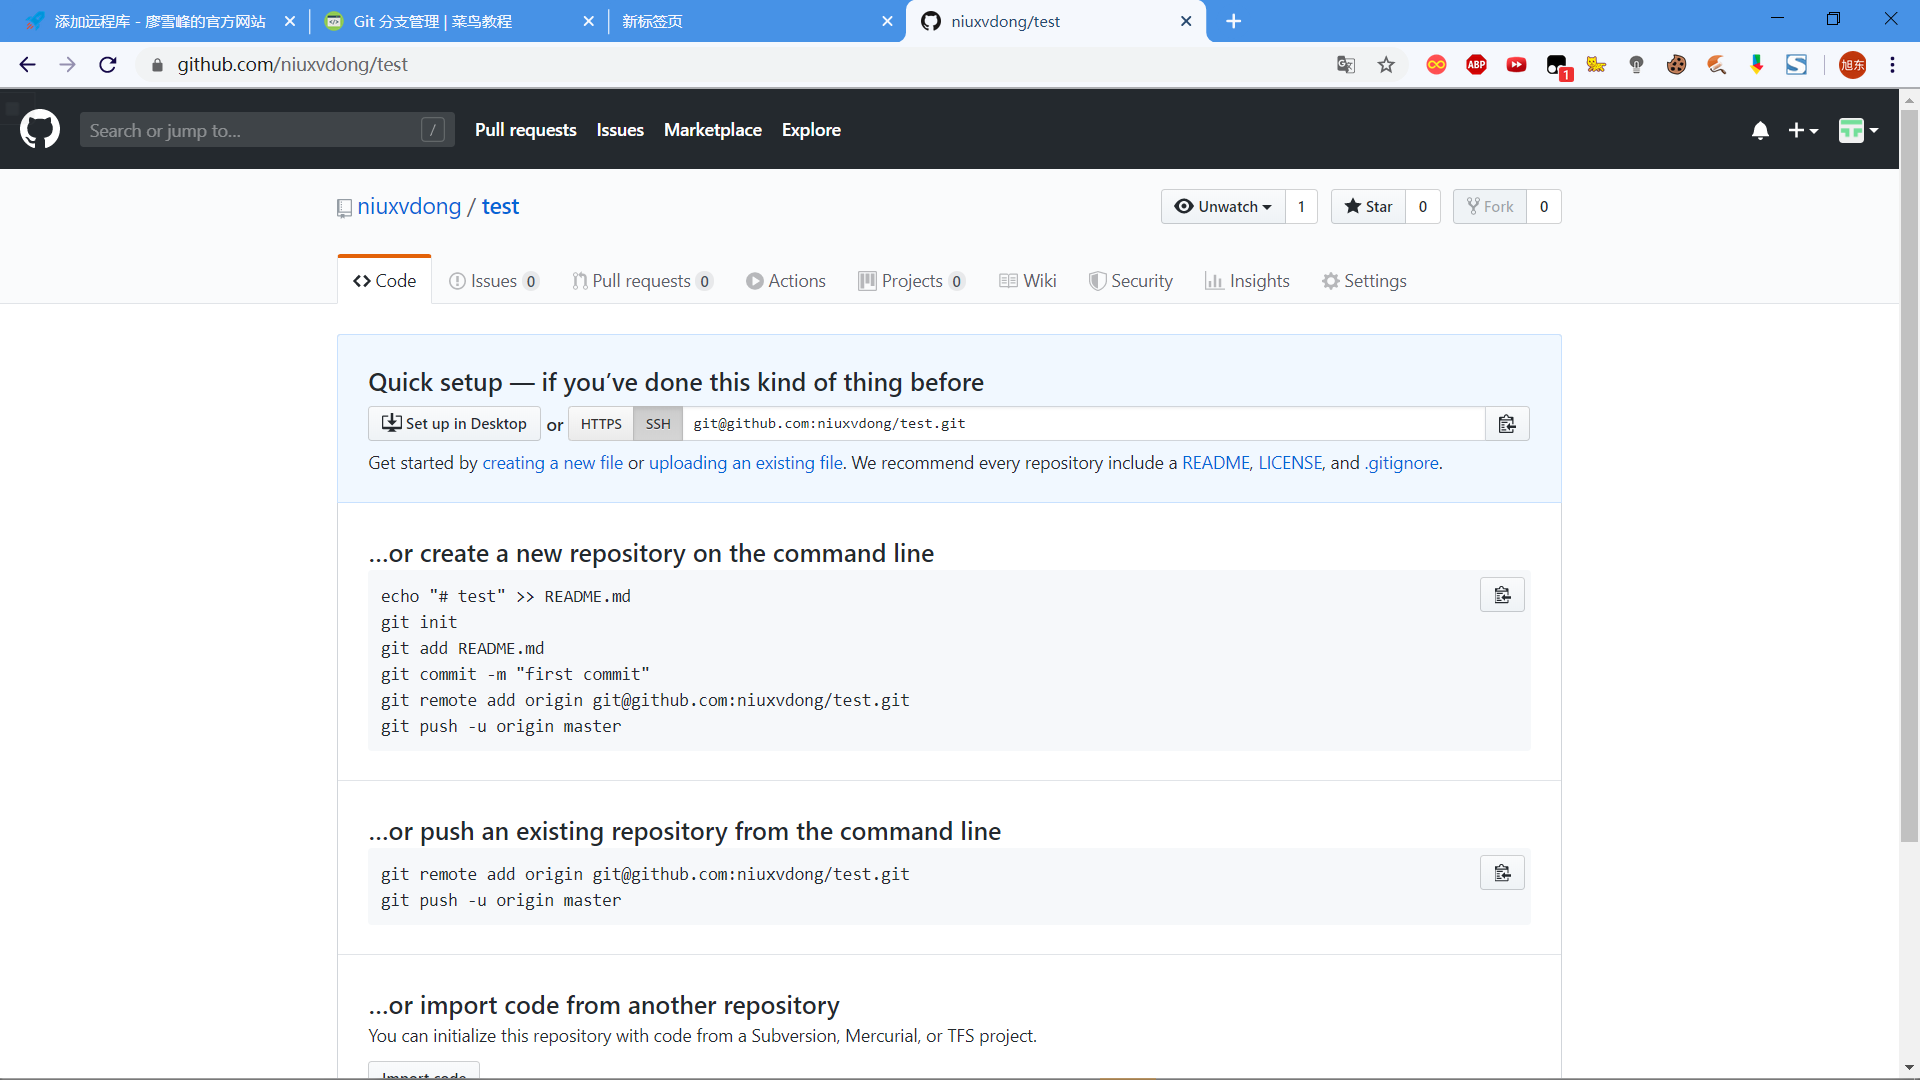 添加远程库 - 廖雪峰的官方网站
Git 分支管理 | 菜鸟教程
新标签页
niuxvdong/test
github.com/niuxvdong/test
ABP
1
旭东
Search or jump to...
/
Pull requests
Issues
Marketplace
Explore
niuxvdong / test
Unwatch 1
Star 0
Fork 0
Code
Issues 0
Pull requests 0
Actions
Projects 0
Wiki
Security
Insights
Settings
Quick setup — if you’ve done this kind of thing before
Set up in Desktop or HTTPS SSH git@github.com:niuxvdong/test.git
Get started by creating a new file or uploading an existing file. We recommend every repository include a README, LICENSE, and .gitignore.
…or create a new repository on the command line
echo "# test" >> README.md
git init
git add README.md
git commit -m "first commit"
git remote add origin git@github.com:niuxvdong/test.git
git push -u origin master
…or push an existing repository from the command line
git remote add origin git@github.com:niuxvdong/test.git
git push -u origin master
…or import code from another repository
You can initialize this repository with code from a Subversion, Mercurial, or TFS project.
Import code